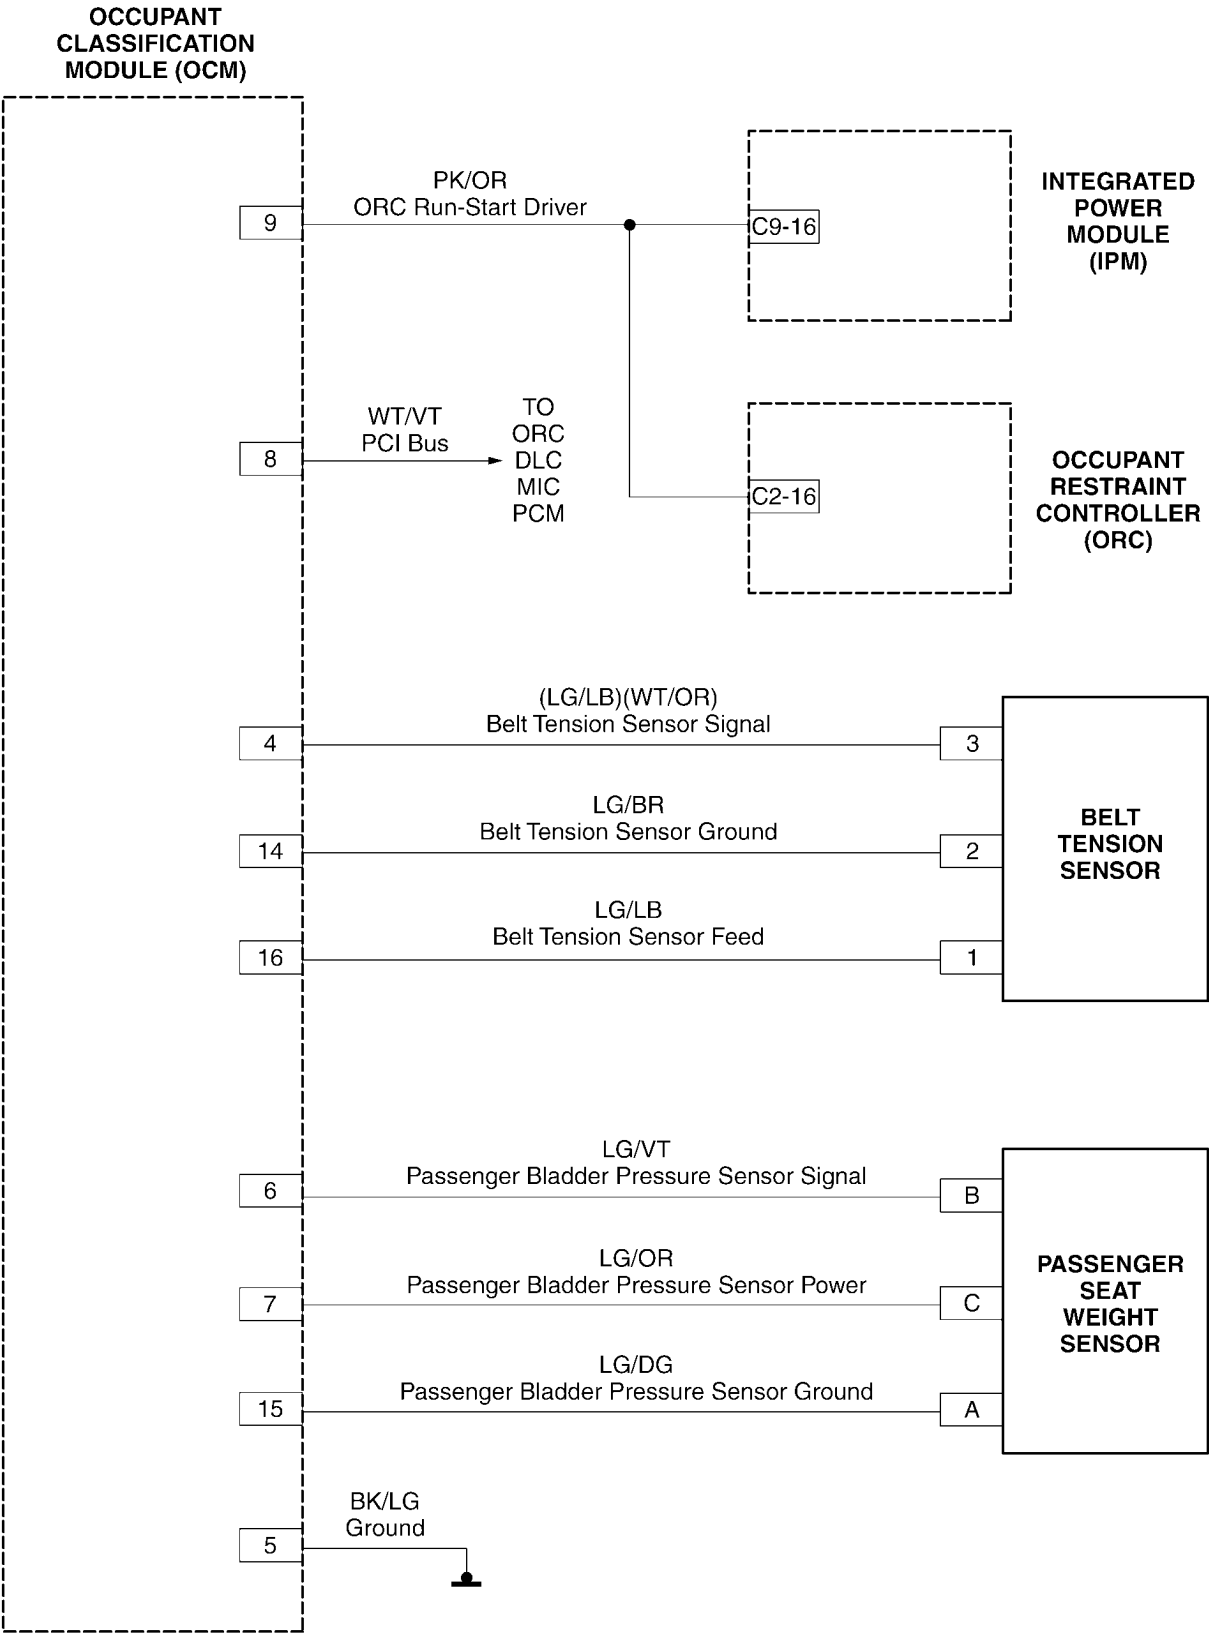 OCCUPANT
CLASSIFICATION
MODULE (OCM)
PK/OR
ORC Run-Start Driver
9
C9-16
INTEGRATED
POWER
MODULE
(IPM)
WT/VT
PCI Bus
8
TO
ORC
DLC
MIC
PCM
C2-16
OCCUPANT
RESTRAINT
CONTROLLER
(ORC)
(LG/LB)(WT/OR)
Belt Tension Sensor Signal
4
3
LG/BR
Belt Tension Sensor Ground
14
2
LG/LB
Belt Tension Sensor Feed
16
1
BELT
TENSION
SENSOR
LG/VT
Passenger Bladder Pressure Sensor Signal
6
B
LG/OR
Passenger Bladder Pressure Sensor Power
7
C
LG/DG
Passenger Bladder Pressure Sensor Ground
15
A
PASSENGER
SEAT
WEIGHT
SENSOR
BK/LG
Ground
5